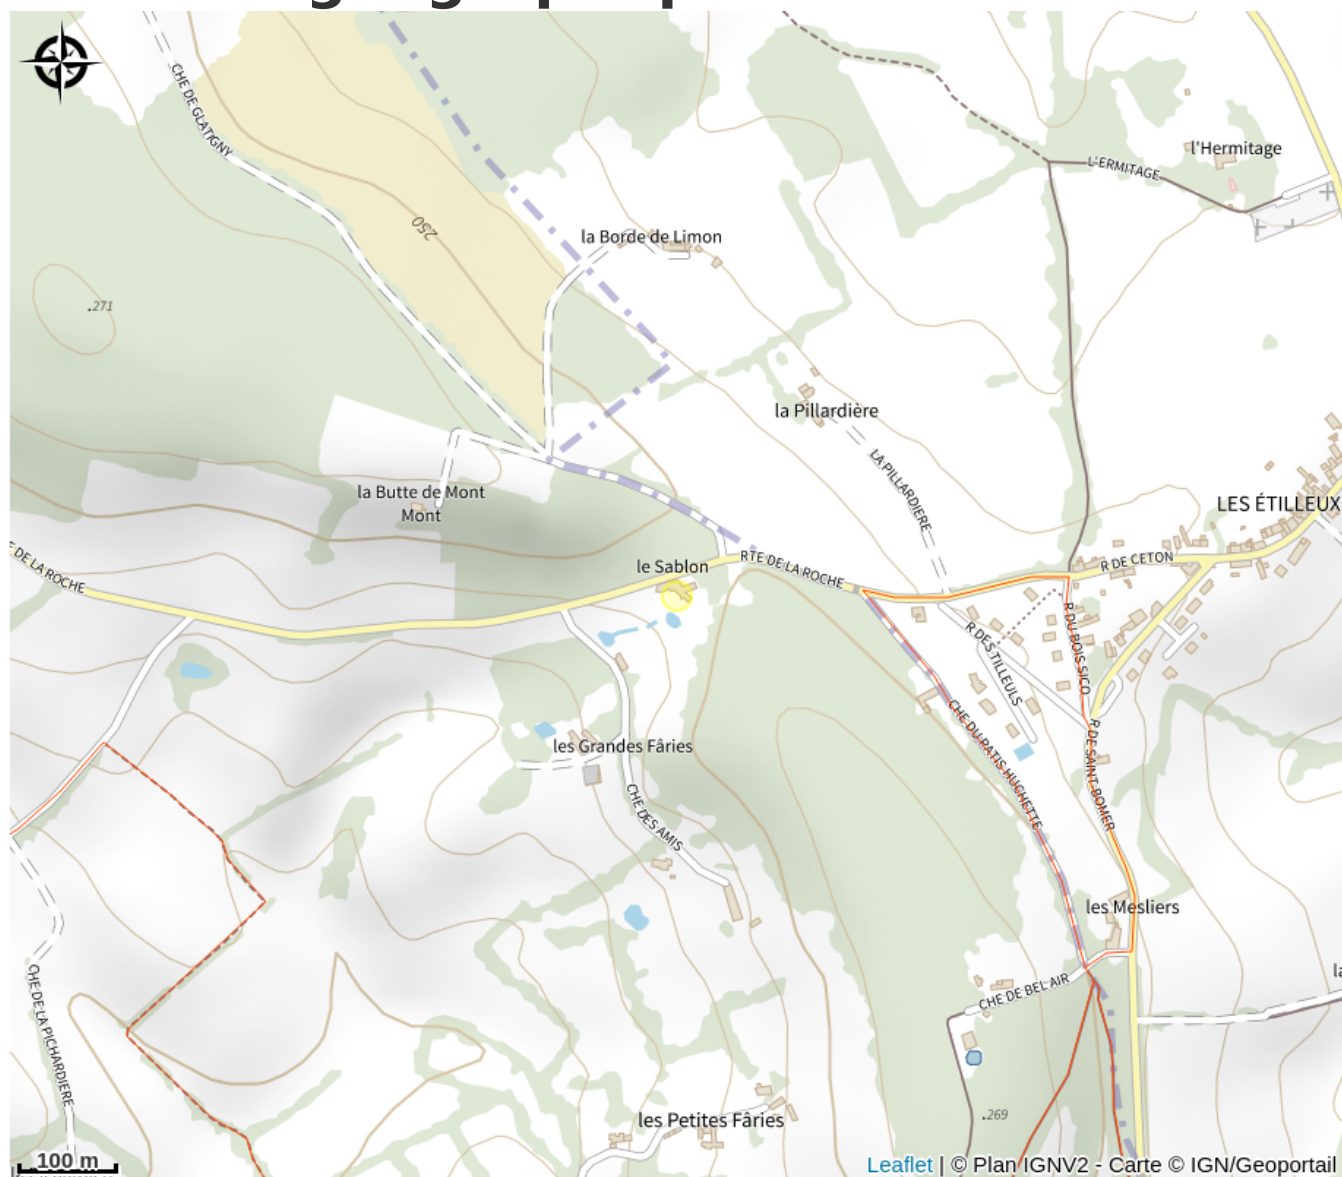 CHE DE GLATIGNY
l'Hermitage
L'ERMITAGE
250
la Borde de Limon
.271
la Pillardière
LA PILLARDIERE
la Butte de Mont
Mont
LES ÉTILLEUX
E DE LA ROCHE
le Sablon
RTE DE LA ROCHE
R DE CETON
R DES TILLEULS
R DU BOIS SICO
CHE DU PATIS HUCHETTE
R DE SAINT-BOMER
les Grandes Fâries
CHE DES AMIS
les Mesliers
la
CHE DE BEL AIR
CHE DE LA PICHARDIERE
.269
les Petites Fâries
100 m
Leaflet | © Plan IGNV2 - Carte © IGN/Geoportail